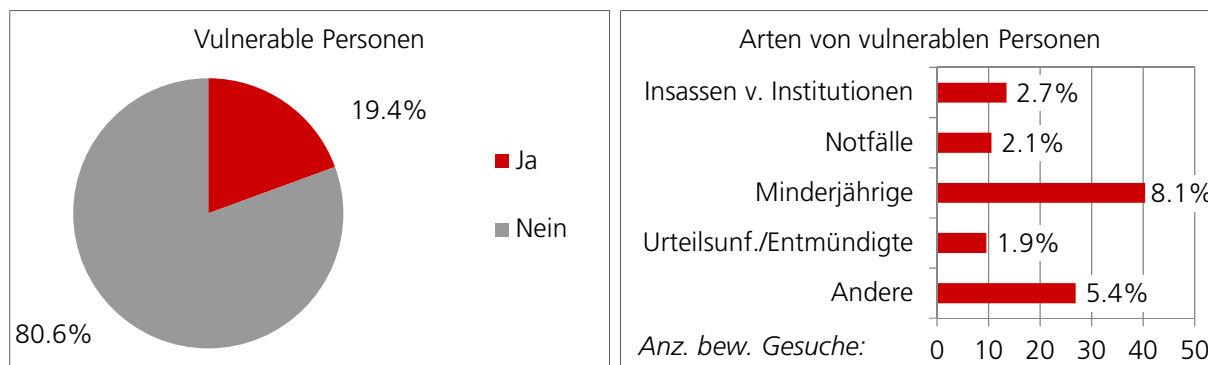 Vulnerable Personen
19.4%
Ja
Nein
80.6%
Arten von vulnerablen Personen
Insassen v. Institutionen 2.7%
Notfälle 2.1%
Minderjährige 8.1%
Urteilsunf./Entmündigte 1.9%
Andere 5.4%
Anz. bew. Gesuche: 0 10 20 30 40 50